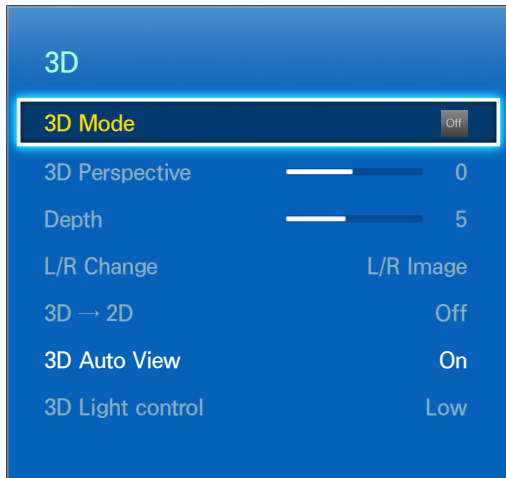 3D
3D Mode Off
3D Perspective 0
Depth 5
L/R Change L/R Image
3D → 2D Off
3D Auto View On
3D Light control Low